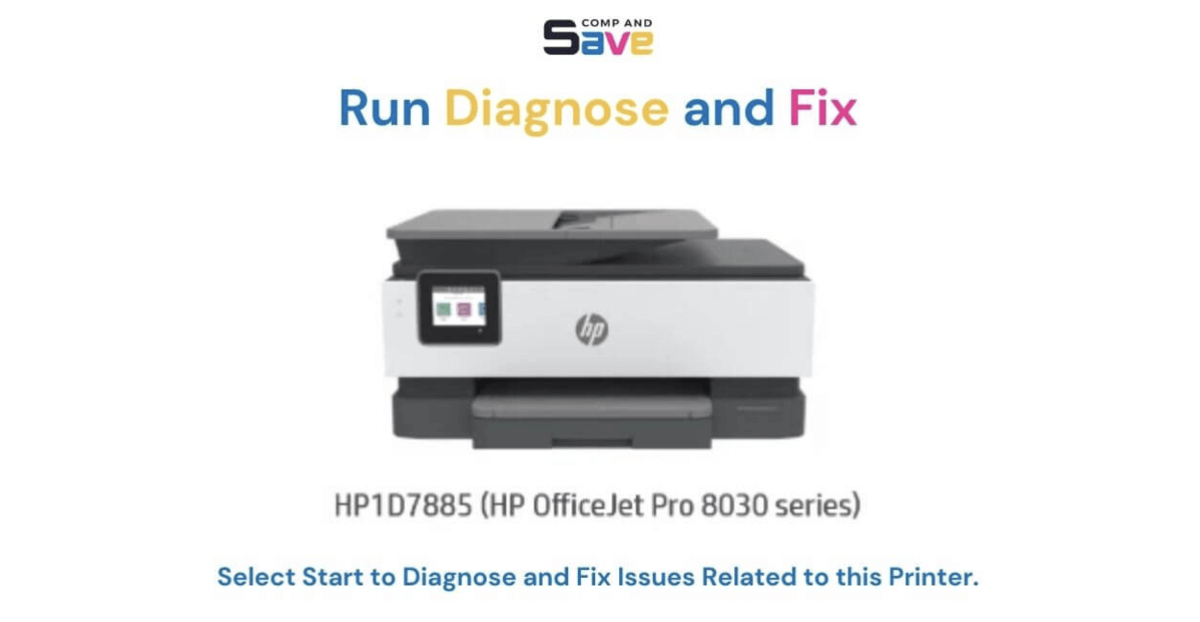 COMP AND
Save
Run Diagnose and Fix
hp
HP1D7885 (HP OfficeJet Pro 8030 series)
Select Start to Diagnose and Fix Issues Related to this Printer.